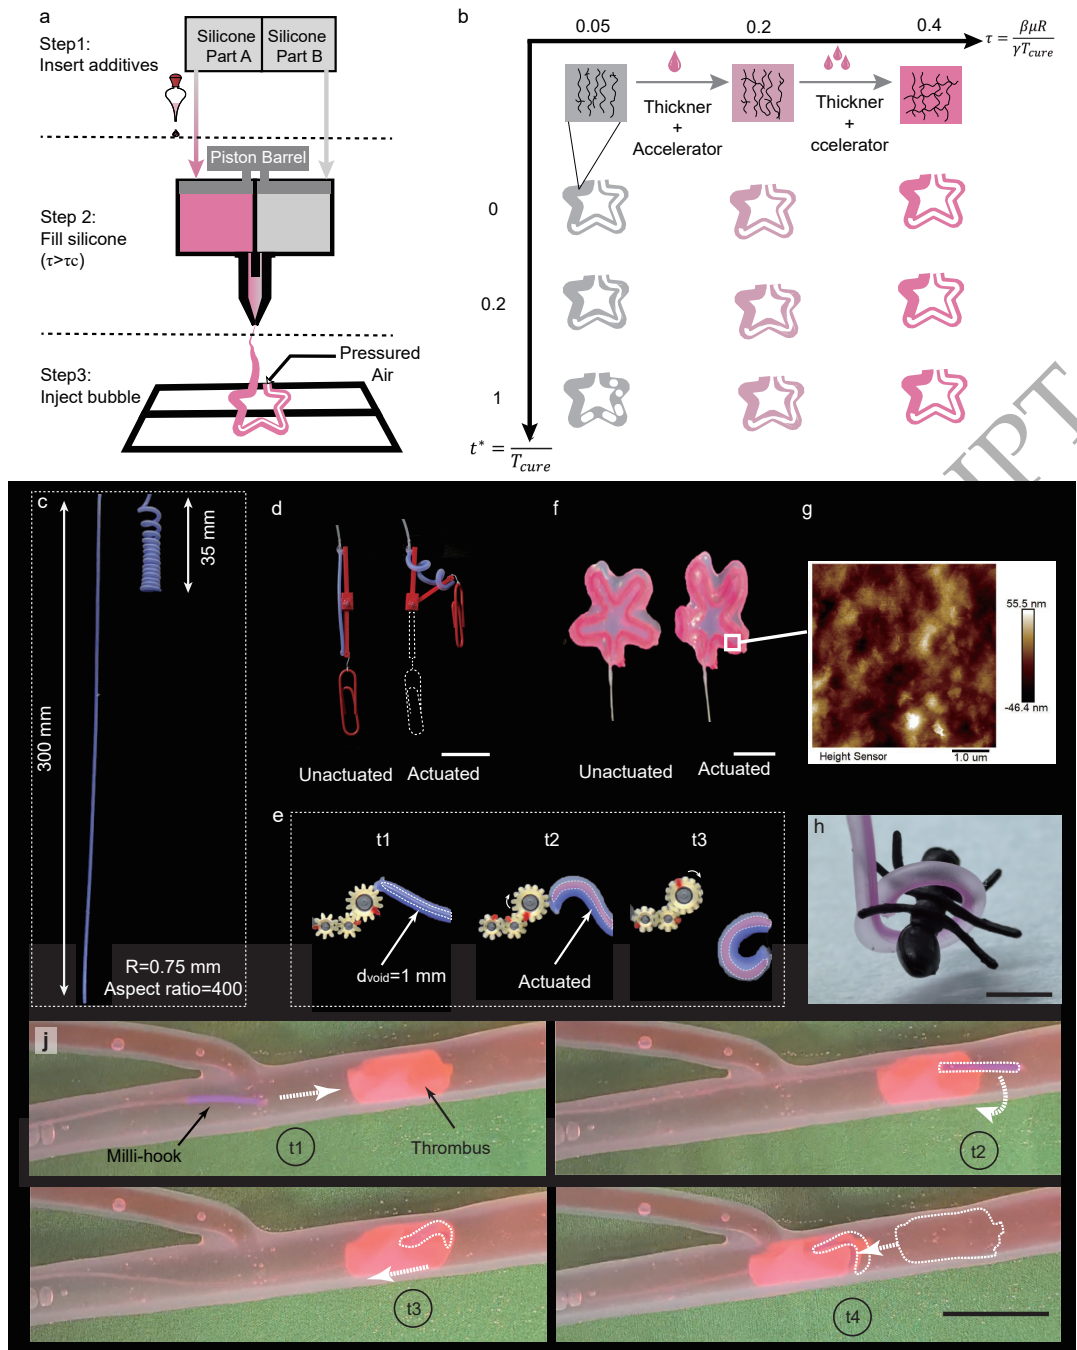 a
Step1:
Insert additives
Silicone
Part A
Silicone
Part B
Piston Barrel
Step 2:
Fill silicone
(τ>τc)
Step3:
Inject bubble
Pressured
Air
b
0.05
0.2
0.4
τ = βμR / γT_cure
Thickner
+
Accelerator
Thickner
+
ccelerator
0
0.2
1
t* = / T_cure
IPT
c
300 mm
35 mm
R=0.75 mm
Aspect ratio=400
d
Unactuated
Actuated
e
t1
t2
t3
dvoid=1 mm
Actuated
f
Unactuated
Actuated
g
55.5 nm
-46.4 nm
Height Sensor
1.0 um
h
j
Milli-hook
t1
Thrombus
t2
t3
t4